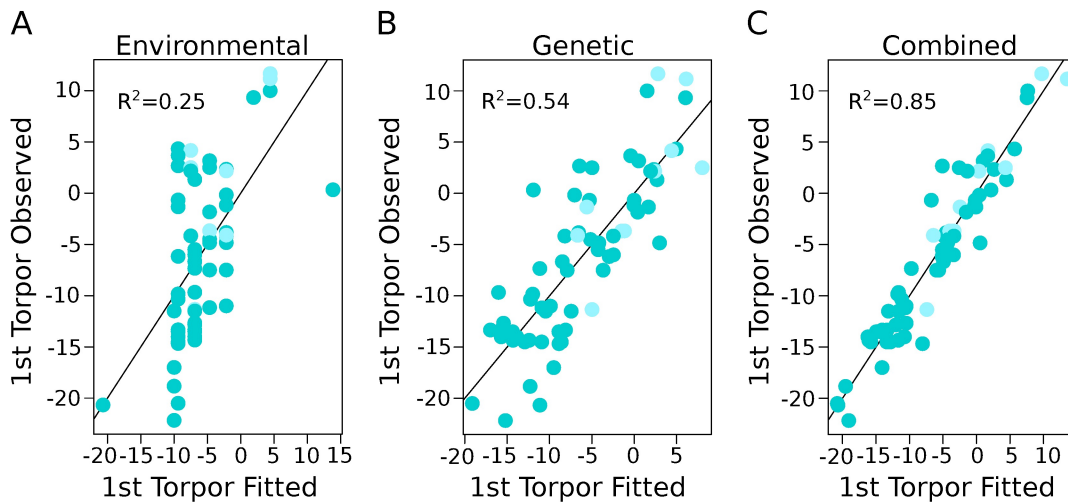 A
Environmental
R²=0.25
10
5
0
-5
-10
-15
-20
-20 -15 -10 -5 0 5 10 15
1st Torpor Observed
1st Torpor Fitted
B
Genetic
R²=0.54
10
5
0
-5
-10
-15
-20
-20 -15 -10 -5 0 5
1st Torpor Observed
1st Torpor Fitted
C
Combined
R²=0.85
10
5
0
-5
-10
-15
-20
-20 -15 -10 -5 0 5 10
1st Torpor Observed
1st Torpor Fitted